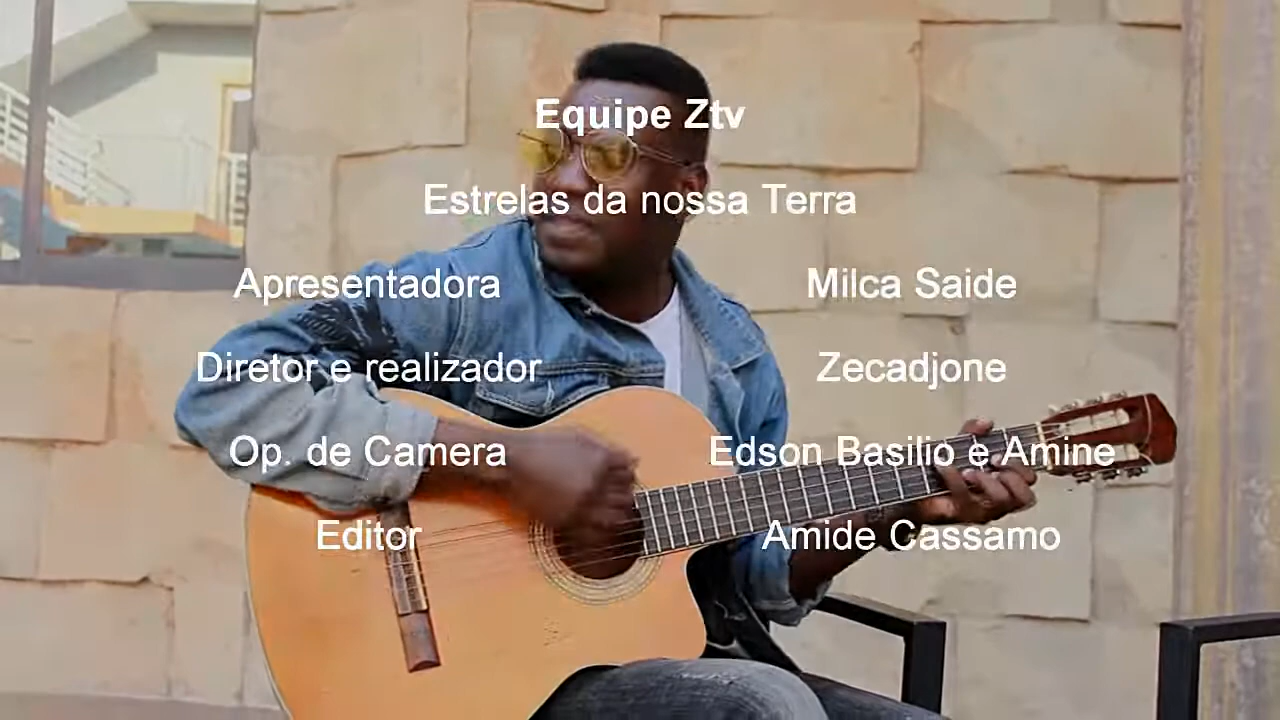 Equipe Ztv
Estrelas da nossa Terra
Apresentadora Milca Saide
Diretor e realizador Zecadjone
Op. de Camera Edson Basilio e Amine
Editor Amide Cassamo